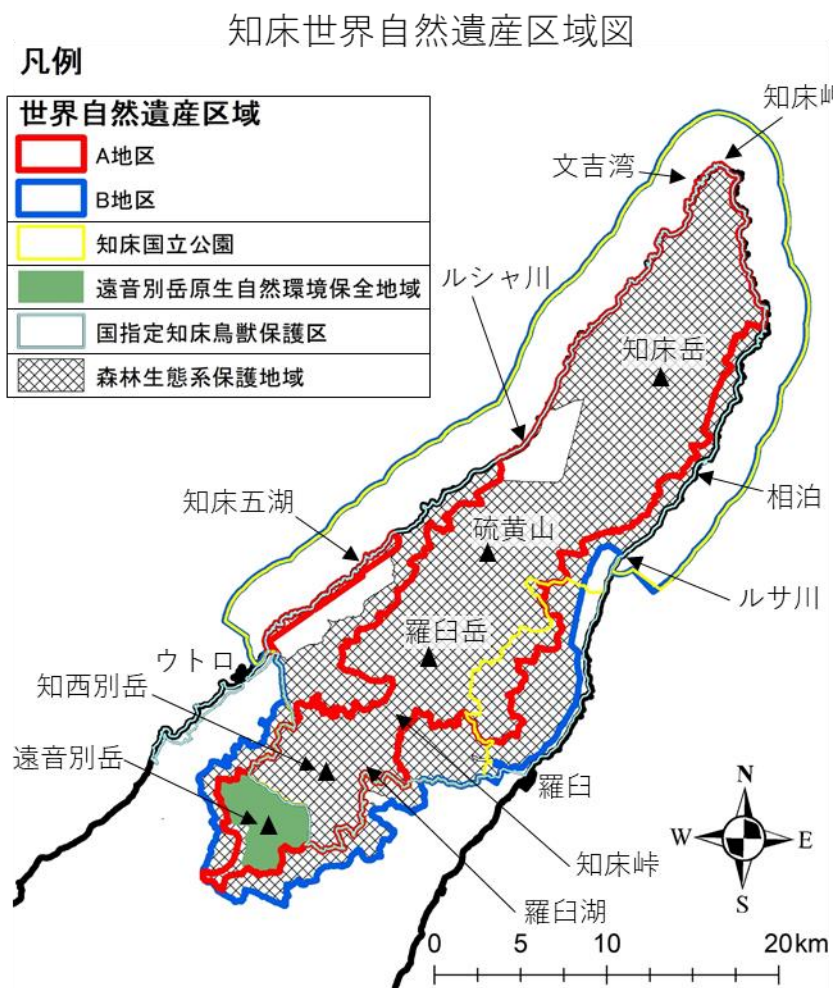 知床世界自然遺産区域図
凡例
世界自然遺産区域
A地区
B地区
知床国立公園
遠音別岳原生自然環境保全地域
国指定知床鳥獣保護区
森林生態系保護地域
知床岬
文吉湾
ルシャ川
知床岳
知床五湖
相泊
硫黄山
ルサ川
羅臼岳
ウトロ
知西別岳
遠音別岳
羅臼
知床峠
羅臼湖
N
W E
S
0 5 10 20km